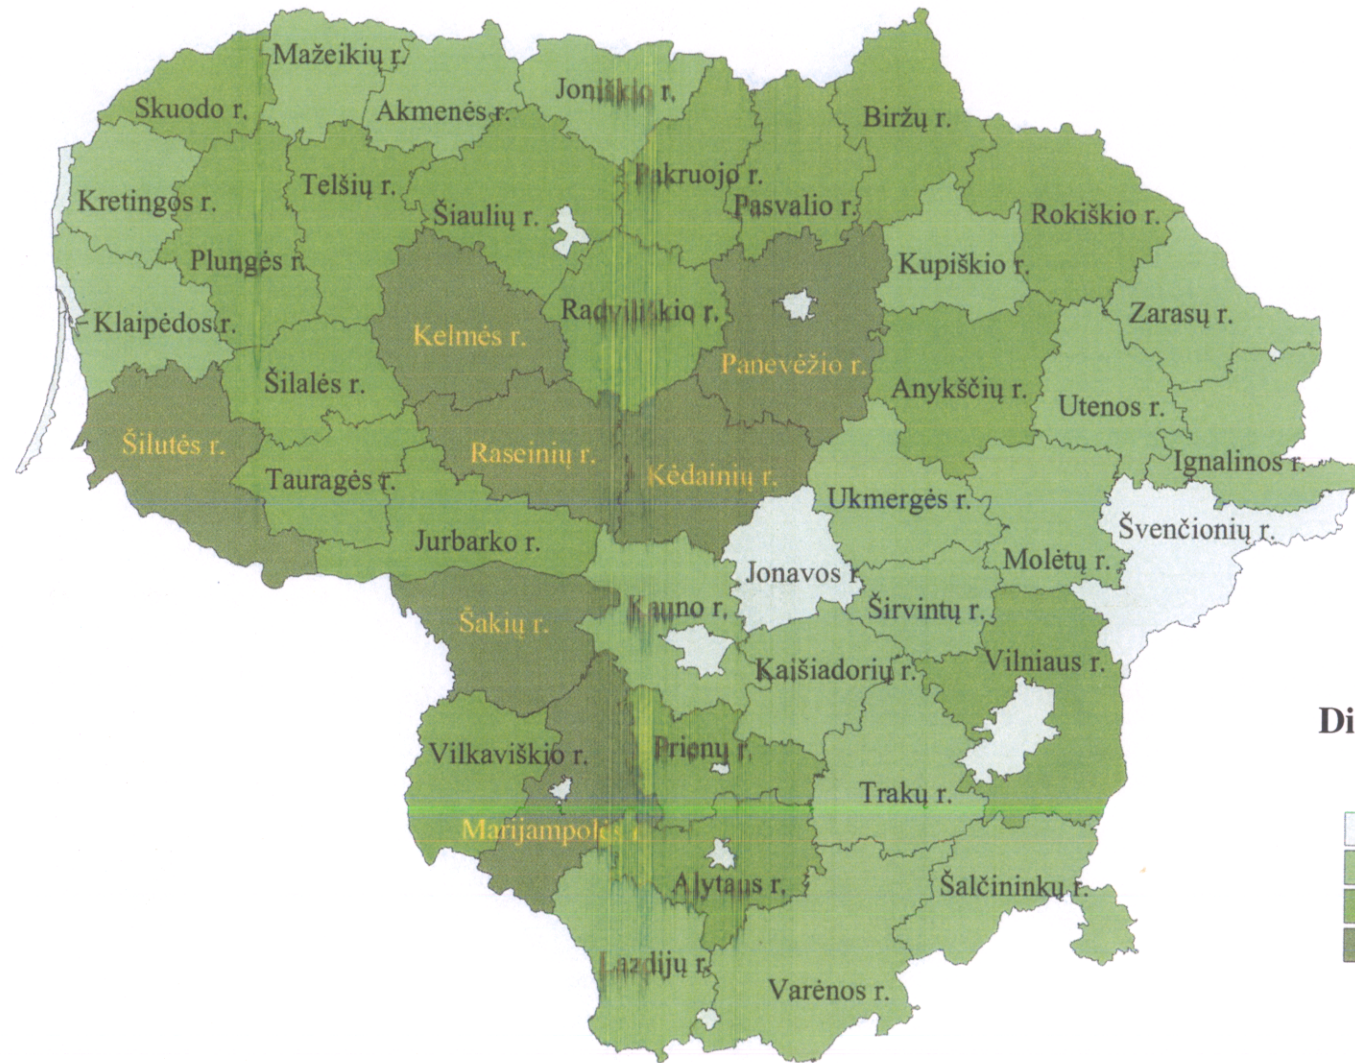 Mažeikių r.
Skuodo r.
Akmenės r.
Joniškio r.
Biržų r.
Kretingos r.
Telšių r.
Šiaulių r.
Pakruojo r.
Pasvalio r.
Rokiškio r.
Plungės r.
Kupiškio r.
Klaipėdos r.
Kelmės r.
Radviliškio r.
Zarasų r.
Panevėžio r.
Šilalės r.
Anykščių r.
Utenos r.
Šilutės r.
Raseinių r.
Kėdainių r.
Ignalinos r.
Tauragės r.
Ukmergės r.
Švenčionių r.
Jurbarko r.
Jonavos r
Molėtų r.
Šakių r.
Kauno r.
Širvintų r.
Kaišiadorių r.
Vilniaus r.
Di
Vilkaviškio r.
Prienų r.
Trakų r.
Marijampolės r
Alytaus r.
Šalčininkų r.
Lazdijų r.
Varėnos r.